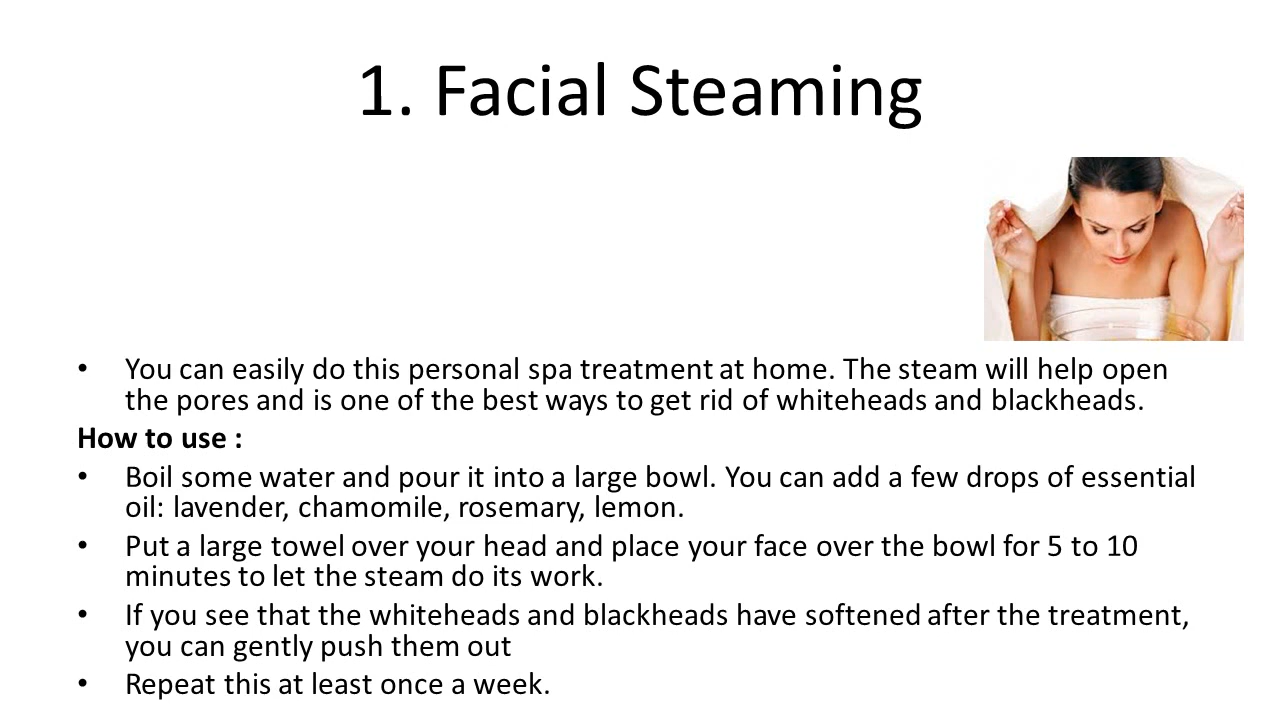 1. Facial Steaming
• You can easily do this personal spa treatment at home. The steam will help open
the pores and is one of the best ways to get rid of whiteheads and blackheads.
How to use :
• Boil some water and pour it into a large bowl. You can add a few drops of essential
oil: lavender, chamomile, rosemary, lemon.
• Put a large towel over your head and place your face over the bowl for 5 to 10
minutes to let the steam do its work.
• If you see that the whiteheads and blackheads have softened after the treatment,
you can gently push them out
• Repeat this at least once a week.